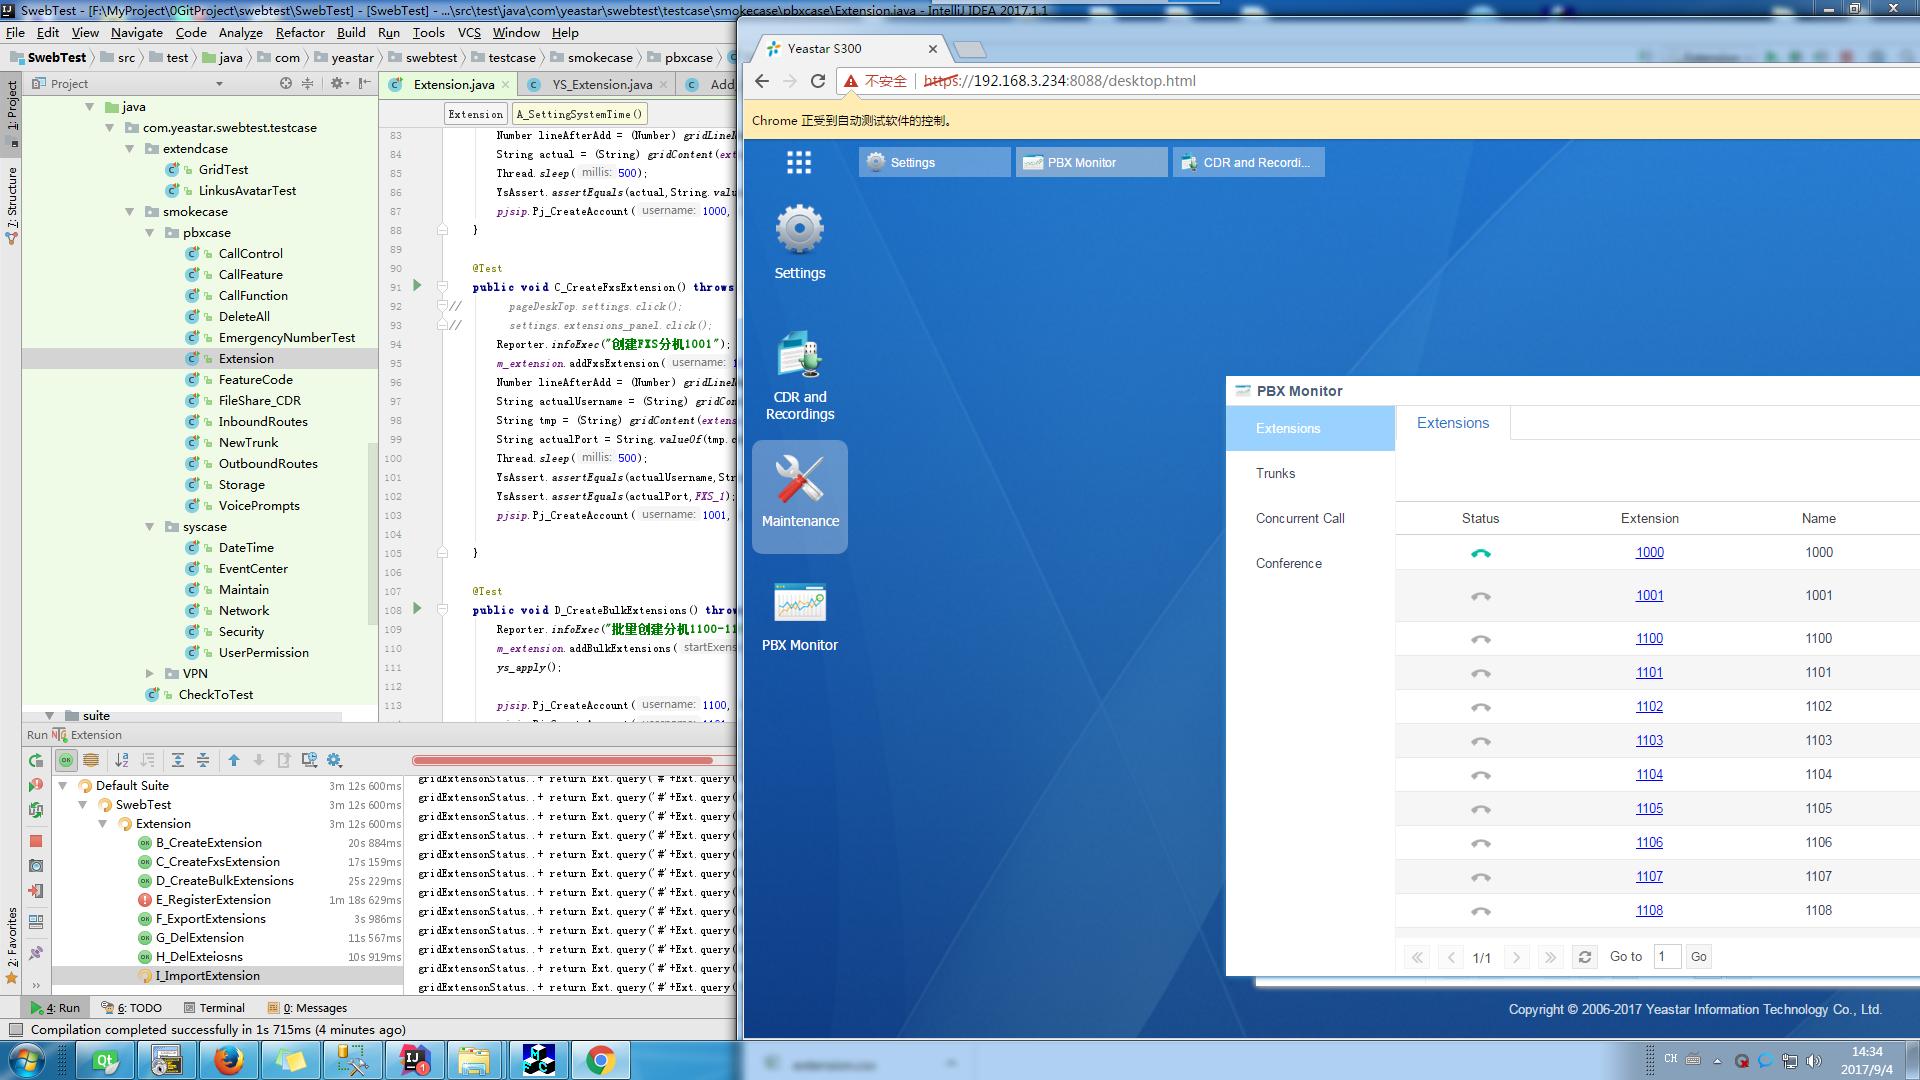 SwebTest - [F:\MyProject\0GitProject\swebtest\SwebTest] - [SwebTest] - ...\src\test\java\com\yeastar\swebtest\testcase\smokecase\pbxcase\Extension.java - IntelliJ IDEA 2017.1.1
File Edit View Navigate Code Analyze Refactor Build Run Tools VCS Window Help
SwebTest src test java com yeastar swebtest testcase smokecase pbxcase
1: Project
7: Structure
2: Favorites
Project
java
com.yeastar.swebtest.testcase
extendcase
GridTest
LinkusAvatarTest
smokecase
pbxcase
CallControl
CallFeature
CallFunction
DeleteAll
EmergencyNumberTest
Extension
FeatureCode
FileShare_CDR
InboundRoutes
NewTrunk
OutboundRoutes
Storage
VoicePrompts
syscase
DateTime
EventCenter
Maintain
Network
Security
UserPermission
VPN
CheckToTest
suite
Extension.java YS_Extension.java Add
Extension A_SettingSystemTime()
83 Number lineAfterAdd = (Number) gridLineN
84 String actual = (String) gridContent(ext
85 Thread.sleep( millis: 500);
86 YsAssert.assertEquals(actual,String.valu
87 pjsip.Pj_CreateAccount( username: 1000,
88 }
89
90 @Test
91 public void C_CreateFxsExtension() throws
92 // pageDeskTop.settings.click();
93 // settings.extensions_panel.click();
94 Reporter.infoExec("创建FXS分机1001");
95 m_extension.addFxsExtension( username: 1
96 Number lineAfterAdd = (Number) gridLineN
97 String actualUsername = (String) gridCon
98 String tmp = (String) gridContent(extens
99 String actualPort = String.valueOf(tmp.c
100 Thread.sleep( millis: 500);
101 YsAssert.assertEquals(actualUsername,Str
102 YsAssert.assertEquals(actualPort,FXS_1);
103 pjsip.Pj_CreateAccount( username: 1001,
104
105 }
106
107 @Test
108 public void D_CreateBulkExtensions() throw
109 Reporter.infoExec("批量创建分机1100-11
110 m_extension.addBulkExtensions( startExens
111 ys_apply();
112
113 pjsip.Pj_CreateAccount( username: 1100,
Run Extension
Default Suite 3m 12s 600ms
SwebTest 3m 12s 600ms
Extension 3m 12s 600ms
B_CreateExtension 20s 884ms
C_CreateFxsExtension 17s 159ms
D_CreateBulkExtensions 25s 229ms
E_RegisterExtension 1m 18s 629ms
F_ExportExtensions 3s 986ms
G_DelExtension 11s 567ms
H_DelExteiosns 10s 919ms
I_ImportExtension
gridExtensonStatus..+ return Ext.query('#'+Ext.query(
gridExtensonStatus..+ return Ext.query('#'+Ext.query(
gridExtensonStatus..+ return Ext.query('#'+Ext.query(
gridExtensonStatus..+ return Ext.query('#'+Ext.query(
gridExtensonStatus..+ return Ext.query('#'+Ext.query(
gridExtensonStatus..+ return Ext.query('#'+Ext.query(
gridExtensonStatus..+ return Ext.query('#'+Ext.query(
gridExtensonStatus..+ return Ext.query('#'+Ext.query(
gridExtensonStatus..+ return Ext.query('#'+Ext.query(
gridExtensonStatus..+ return Ext.query('#'+Ext.query(
gridExtensonStatus..+ return Ext.query('#'+Ext.query(
gridExtensonStatus..+ return Ext.query('#'+Ext.query(
4: Run 6: TODO Terminal 0: Messages
Compilation completed successfully in 1s 715ms (4 minutes ago)
Yeastar S300
不安全 https://192.168.3.234:8088/desktop.html
Chrome 正受到自动测试软件的控制。
Settings PBX Monitor CDR and Recordi...
Settings
CDR and Recordings
Maintenance
PBX Monitor
PBX Monitor
Extensions
Trunks
Concurrent Call
Conference
Extensions
Status Extension Name
1000 1000
1001 1001
1100 1100
1101 1101
1102 1102
1103 1103
1104 1104
1105 1105
1106 1106
1107 1107
1108 1108
1/1 Go to 1 Go
Copyright © 2006-2017 Yeastar Information Technology Co., Ltd.
CH
14:34
2017/9/4